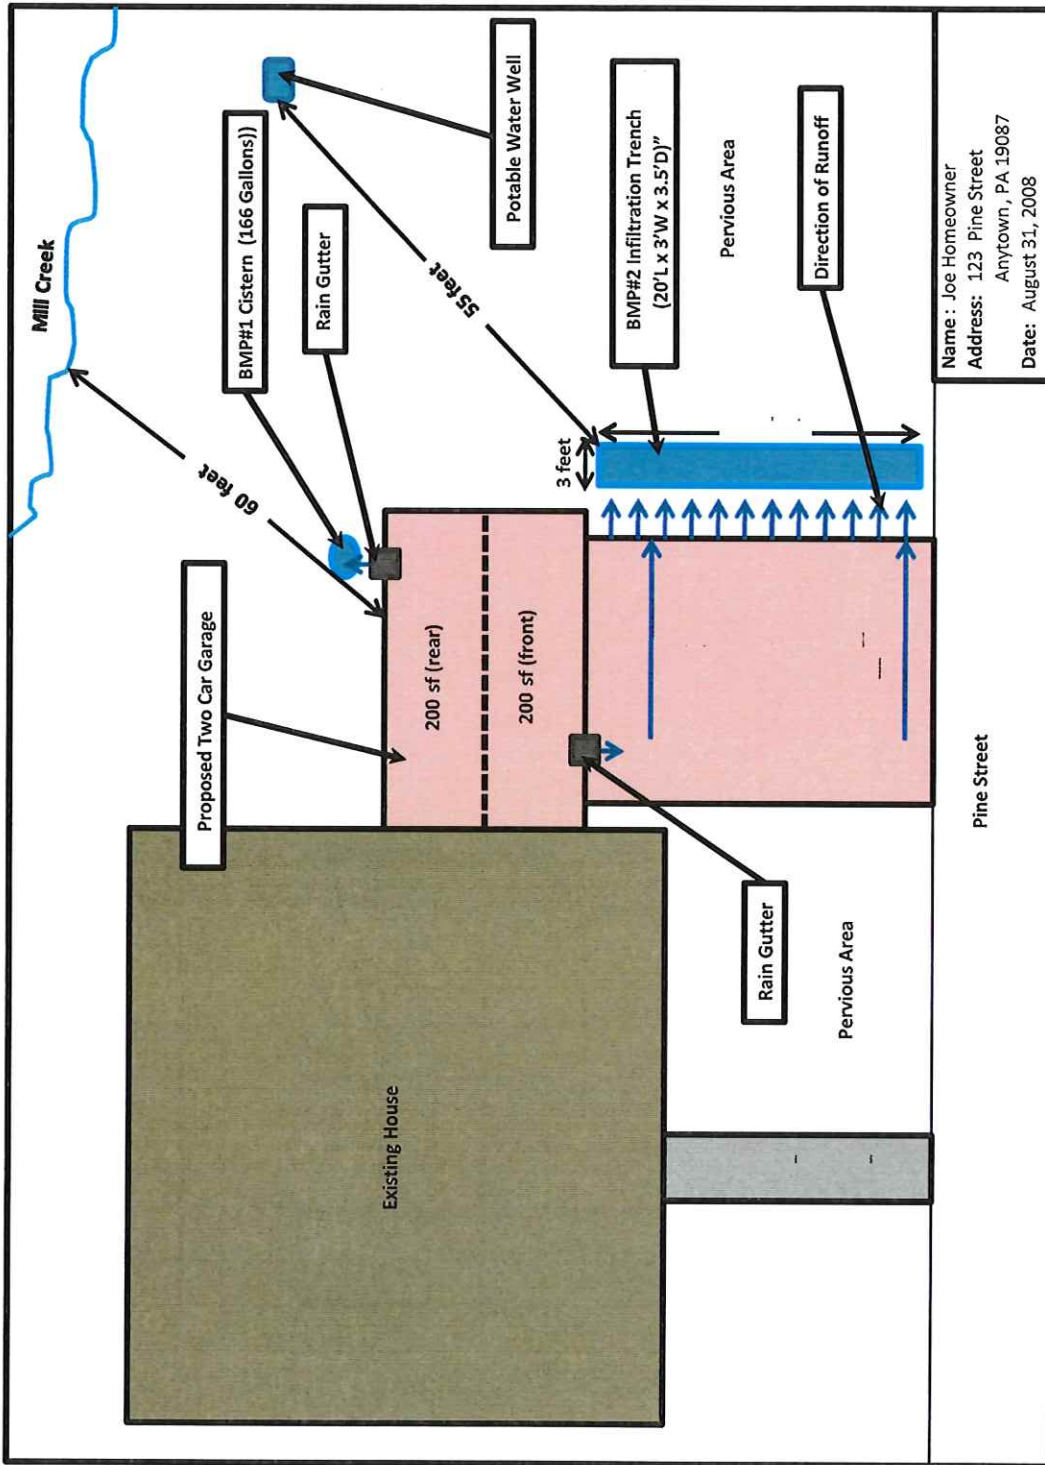 Mill Creek
60 feet
BMP#1 Cistern (166 Gallons))
Rain Gutter
Potable Water Well
55 feet
Proposed Two Car Garage
200 sf (rear)
200 sf (front)
3 feet
BMP#2 Infiltration Trench
(20'L x 3'W x 3.5'D)"
Pervious Area
Direction of Runoff
Existing House
Rain Gutter
Pervious Area
Pine Street
Name: Joe Homeowner
Address: 123 Pine Street
Anytown, PA 19087
Date: August 31, 2008